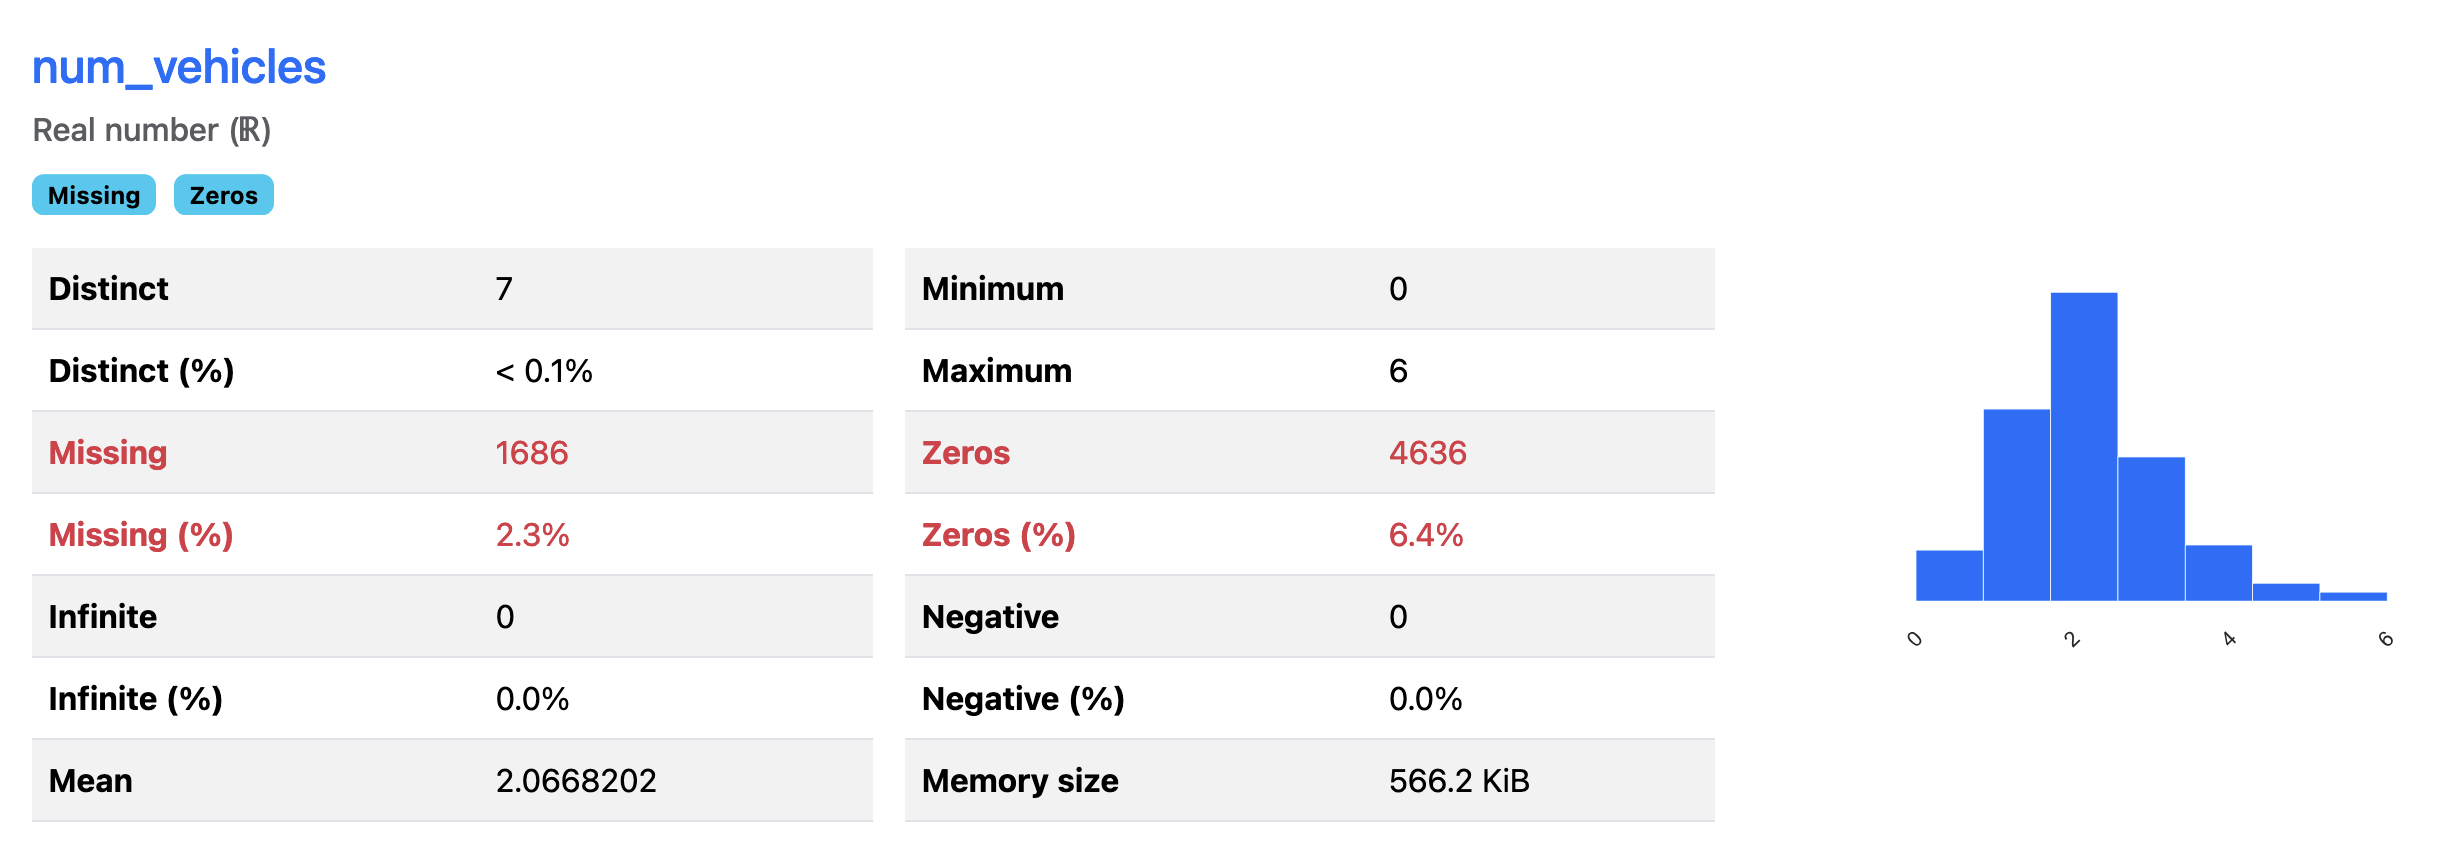 num_vehicles
Real number (ℝ)
Missing Zeros
Distinct 7
Distinct (%) < 0.1%
Missing 1686
Missing (%) 2.3%
Infinite 0
Infinite (%) 0.0%
Mean 2.0668202
Minimum 0
Maximum 6
Zeros 4636
Zeros (%) 6.4%
Negative 0
Negative (%) 0.0%
Memory size 566.2 KiB
0 2 4 6